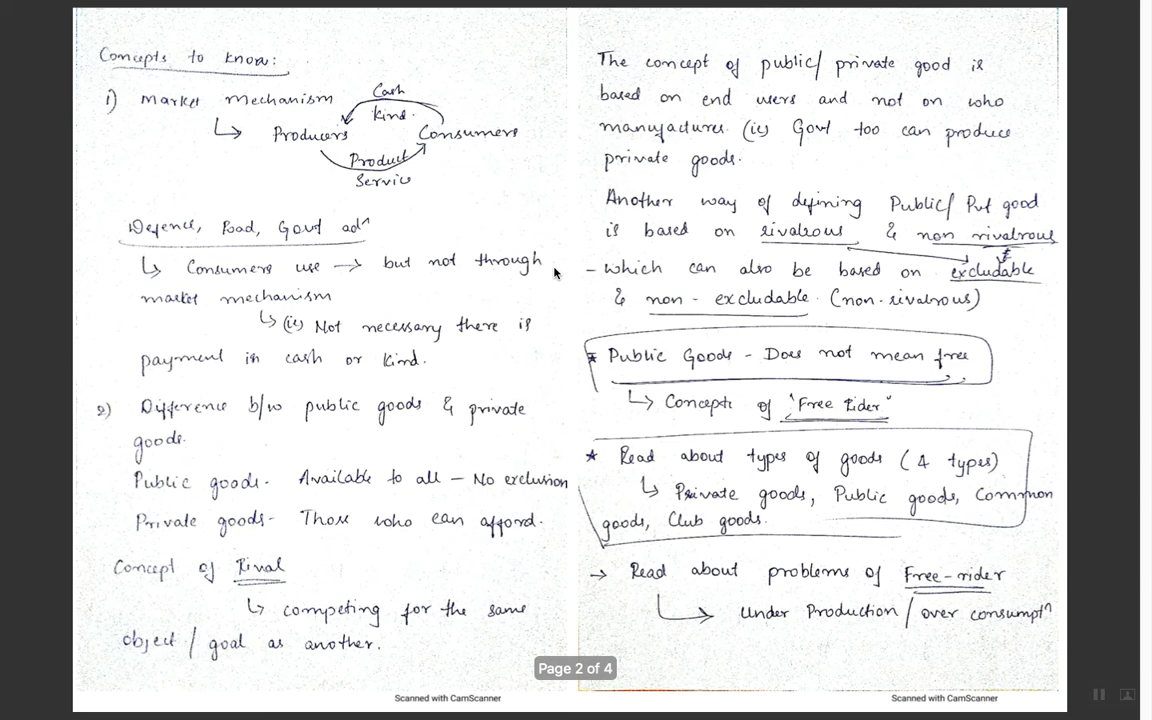 Concepts to know:
1) Market Mechanism
Cash
Kind.
↳ Producers Consumers
Product
Service
Defence, Road, Govt adⁿ
↳ Consumers use → but not through
market mechanism
↳ (ie) Not necessary there is
payment in cash or kind.
2) Difference b/w public goods & private
goods.
Public goods - Available to all - No exclusion
Private goods - Those who can afford.
Concept of Rival
↳ competing for the same
object / goal as another.
Scanned with CamScanner
The concept of public/ private good is
based on end users and not on who
manufactures (ie) Govt too can produce
private goods.
Another way of defining Public/ Pvt good
is based on rivalrous & non rivalrous
- which can also be based on excludable
& non - excludable (non-rivalrous)
* Public Goods - Does not mean free
↳ Concept of "Free Rider"
* Read about types of goods (4 types)
↳ Private goods, Public goods, Common
goods, Club goods.
→ Read about problems of Free-rider
↳ Under Production / over consumptⁿ
Scanned with CamScanner
Page 2 of 4